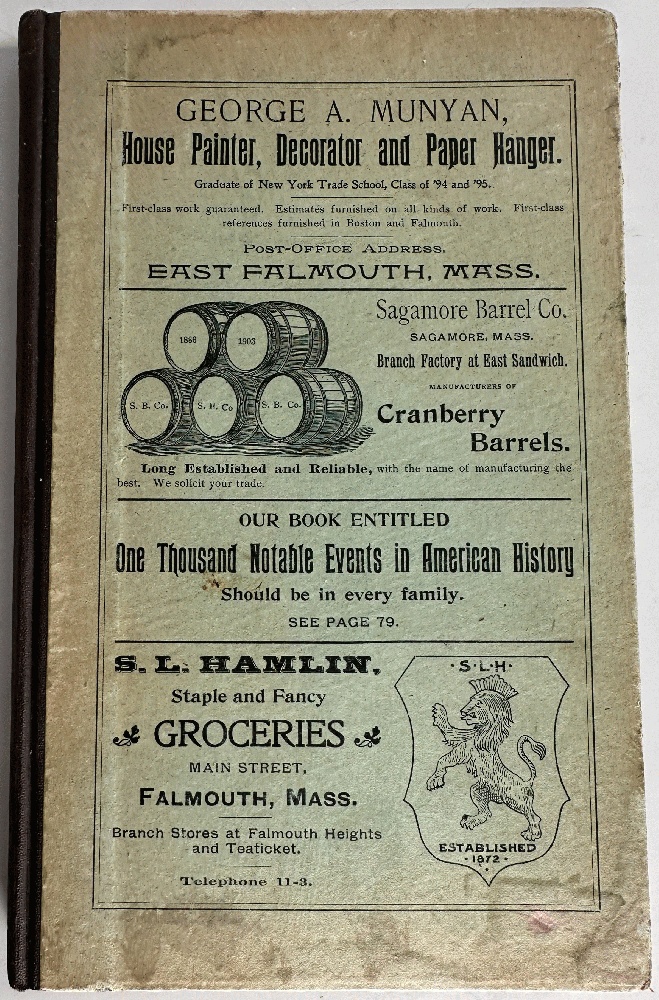 GEORGE A. MUNYAN,
House Painter, Decorator and Paper Hanger.
Graduate of New York Trade School, Class of '94 and '95.
First-class work guaranteed. Estimates furnished on all kinds of work. First-class
references furnished in Boston and Falmouth.
POST-OFFICE ADDRESS,
EAST FALMOUTH, MASS.
1866
1903
S. B. Co.
S. B. Co
S. B. Co.
Sagamore Barrel Co.
SAGAMORE, MASS.
Branch Factory at East Sandwich.
MANUFACTURERS OF
Cranberry
Barrels.
Long Established and Reliable, with the name of manufacturing the
best. We solicit your trade.
OUR BOOK ENTITLED
One Thousand Notable Events in American History
Should be in every family.
SEE PAGE 79.
S. L. HAMLIN,
Staple and Fancy
GROCERIES
MAIN STREET,
FALMOUTH, MASS.
Branch Stores at Falmouth Heights
and Teaticket.
Telephone 11-3.
·S·L·H·
ESTABLISHED
·1872·